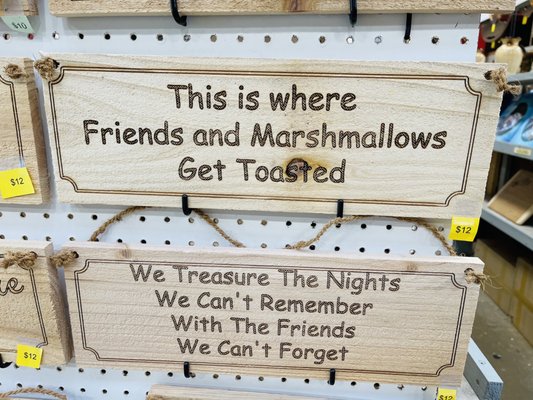 $10
$12
This is where
Friends and Marshmallows
Get Toasted
$12
We Treasure The Nights
We Can't Remember
With The Friends
We Can't Forget
$12
$12